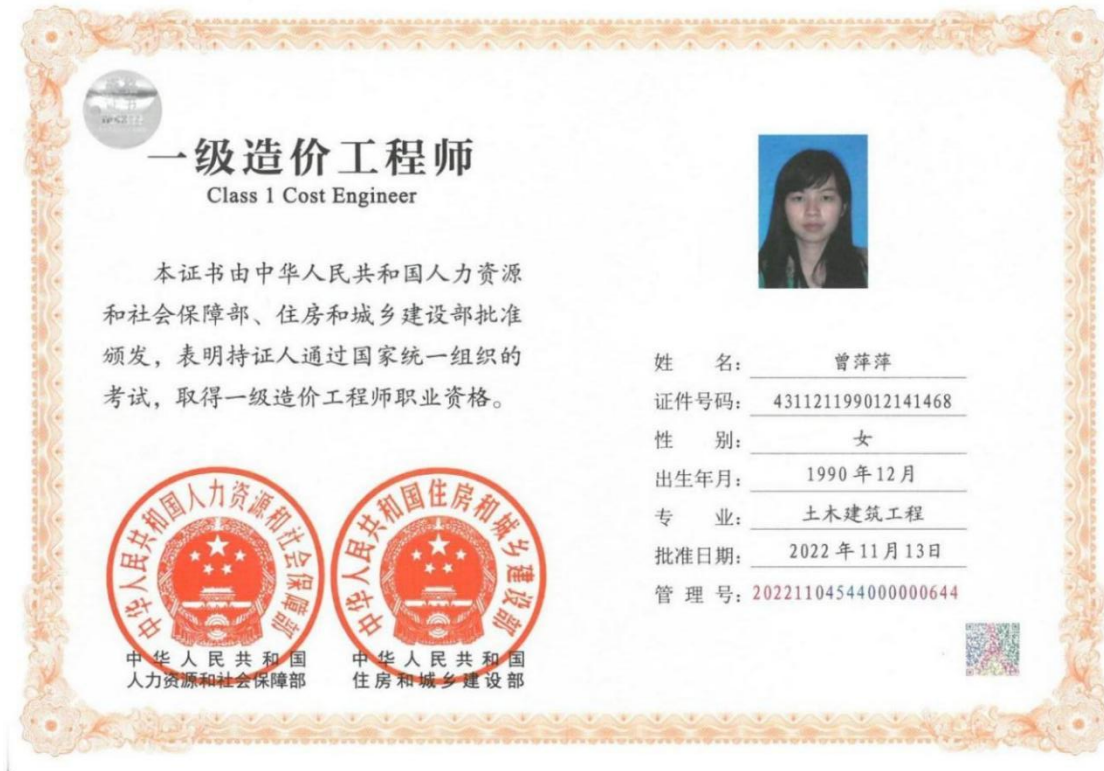 一级造价工程师
Class 1 Cost Engineer
本证书由中华人民共和国人力资源
和社会保障部、住房和城乡建设部批准
颁发，表明持证人通过国家统一组织的
考试，取得一级造价工程师职业资格。
中华人民共和国人力资源和社会保障部
中华人民共和国
人力资源和社会保障部
中华人民共和国住房和城乡建设部
中华人民共和国
住房和城乡建设部
姓 名： 曾萍萍
证件号码： 431121199012141468
性 别： 女
出生年月： 1990年12月
专 业： 土木建筑工程
批准日期： 2022年11月13日
管 理 号：20221104544000000644